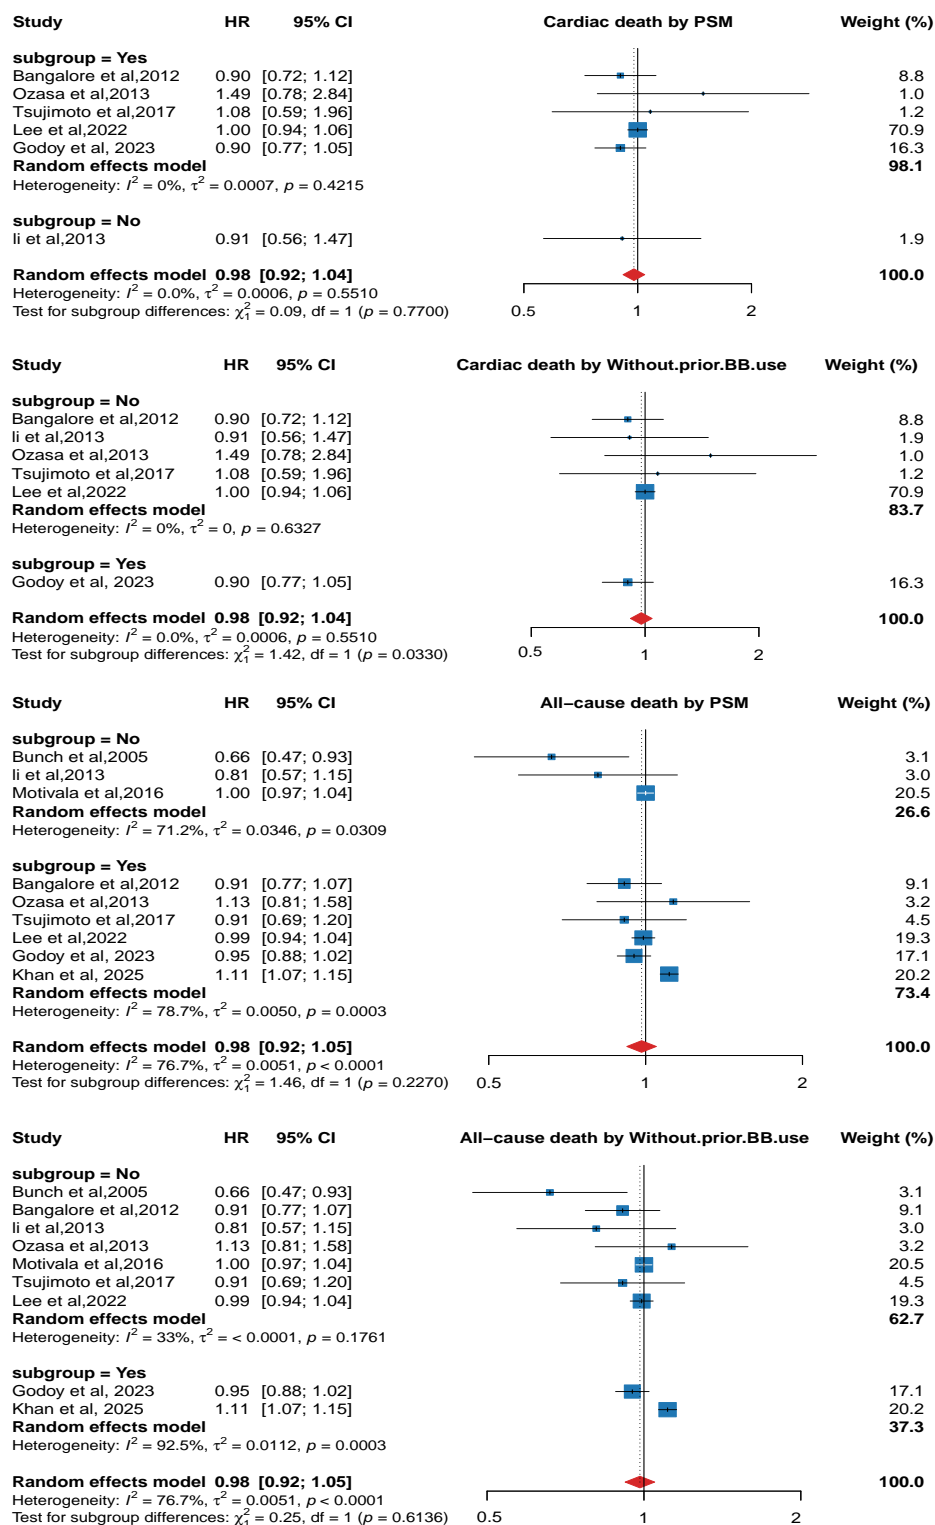 Study HR 95% CI Cardiac death by PSM Weight (%)
subgroup = Yes
Bangalore et al,2012 0.90 [0.72; 1.12] 8.8
Ozasa et al,2013 1.49 [0.78; 2.84] 1.0
Tsujimoto et al,2017 1.08 [0.59; 1.96] 1.2
Lee et al,2022 1.00 [0.94; 1.06] 70.9
Godoy et al, 2023 0.90 [0.77; 1.05] 16.3
Random effects model 98.1
Heterogeneity: I² = 0%, τ² = 0.0007, p = 0.4215
subgroup = No
li et al,2013 0.91 [0.56; 1.47] 1.9
Random effects model 0.98 [0.92; 1.04] 100.0
Heterogeneity: I² = 0.0%, τ² = 0.0006, p = 0.5510
Test for subgroup differences: χ²₁ = 0.09, df = 1 (p = 0.7700)
0.5 1 2
Study HR 95% CI Cardiac death by Without.prior.BB.use Weight (%)
subgroup = No
Bangalore et al,2012 0.90 [0.72; 1.12] 8.8
li et al,2013 0.91 [0.56; 1.47] 1.9
Ozasa et al,2013 1.49 [0.78; 2.84] 1.0
Tsujimoto et al,2017 1.08 [0.59; 1.96] 1.2
Lee et al,2022 1.00 [0.94; 1.06] 70.9
Random effects model 83.7
Heterogeneity: I² = 0%, τ² = 0, p = 0.6327
subgroup = Yes
Godoy et al, 2023 0.90 [0.77; 1.05] 16.3
Random effects model 0.98 [0.92; 1.04] 100.0
Heterogeneity: I² = 0.0%, τ² = 0.0006, p = 0.5510
Test for subgroup differences: χ²₁ = 1.42, df = 1 (p = 0.0330)
0.5 1 2
Study HR 95% CI All−cause death by PSM Weight (%)
subgroup = No
Bunch et al,2005 0.66 [0.47; 0.93] 3.1
li et al,2013 0.81 [0.57; 1.15] 3.0
Motivala et al,2016 1.00 [0.97; 1.04] 20.5
Random effects model 26.6
Heterogeneity: I² = 71.2%, τ² = 0.0346, p = 0.0309
subgroup = Yes
Bangalore et al,2012 0.91 [0.77; 1.07] 9.1
Ozasa et al,2013 1.13 [0.81; 1.58] 3.2
Tsujimoto et al,2017 0.91 [0.69; 1.20] 4.5
Lee et al,2022 0.99 [0.94; 1.04] 19.3
Godoy et al, 2023 0.95 [0.88; 1.02] 17.1
Khan et al, 2025 1.11 [1.07; 1.15] 20.2
Random effects model 73.4
Heterogeneity: I² = 78.7%, τ² = 0.0050, p = 0.0003
Random effects model 0.98 [0.92; 1.05] 100.0
Heterogeneity: I² = 76.7%, τ² = 0.0051, p < 0.0001
Test for subgroup differences: χ²₁ = 1.46, df = 1 (p = 0.2270)
0.5 1 2
Study HR 95% CI All−cause death by Without.prior.BB.use Weight (%)
subgroup = No
Bunch et al,2005 0.66 [0.47; 0.93] 3.1
Bangalore et al,2012 0.91 [0.77; 1.07] 9.1
li et al,2013 0.81 [0.57; 1.15] 3.0
Ozasa et al,2013 1.13 [0.81; 1.58] 3.2
Motivala et al,2016 1.00 [0.97; 1.04] 20.5
Tsujimoto et al,2017 0.91 [0.69; 1.20] 4.5
Lee et al,2022 0.99 [0.94; 1.04] 19.3
Random effects model 62.7
Heterogeneity: I² = 33%, τ² = < 0.0001, p = 0.1761
subgroup = Yes
Godoy et al, 2023 0.95 [0.88; 1.02] 17.1
Khan et al, 2025 1.11 [1.07; 1.15] 20.2
Random effects model 37.3
Heterogeneity: I² = 92.5%, τ² = 0.0112, p = 0.0003
Random effects model 0.98 [0.92; 1.05] 100.0
Heterogeneity: I² = 76.7%, τ² = 0.0051, p < 0.0001
Test for subgroup differences: χ²₁ = 0.25, df = 1 (p = 0.6136)
0.5 1 2